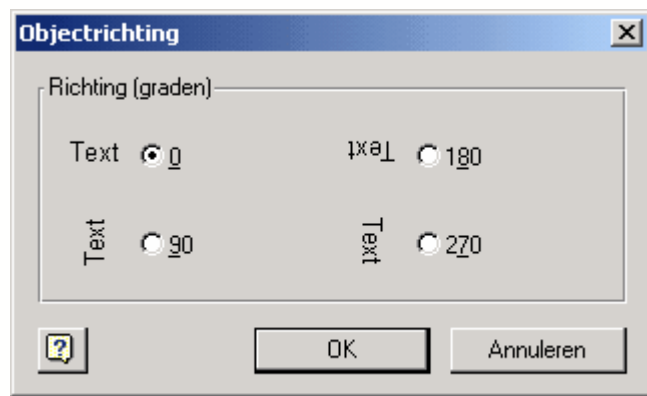 Objectrichting
Richting (graden)
Text 0 Text 180
Text 90 Text 270
?
OK Annuleren